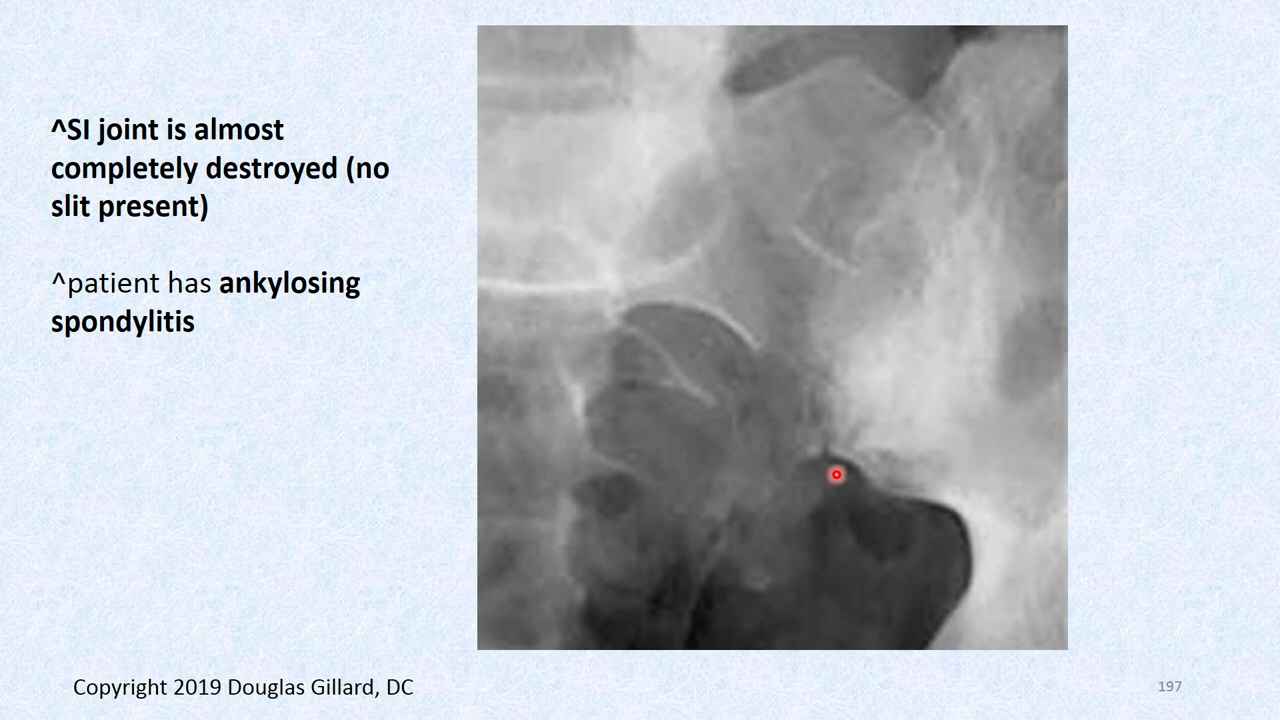 ^SI joint is almost
completely destroyed (no
slit present)
^patient has ankylosing
spondylitis
Copyright 2019 Douglas Gillard, DC
197